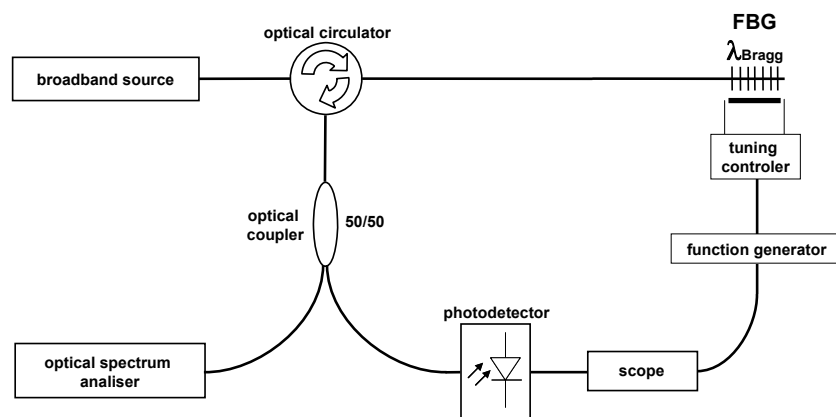 FBG
optical circulator
λBragg
broadband source
tuning
controler
optical
coupler
50/50
function generator
photodetector
optical spectrum
analiser
scope